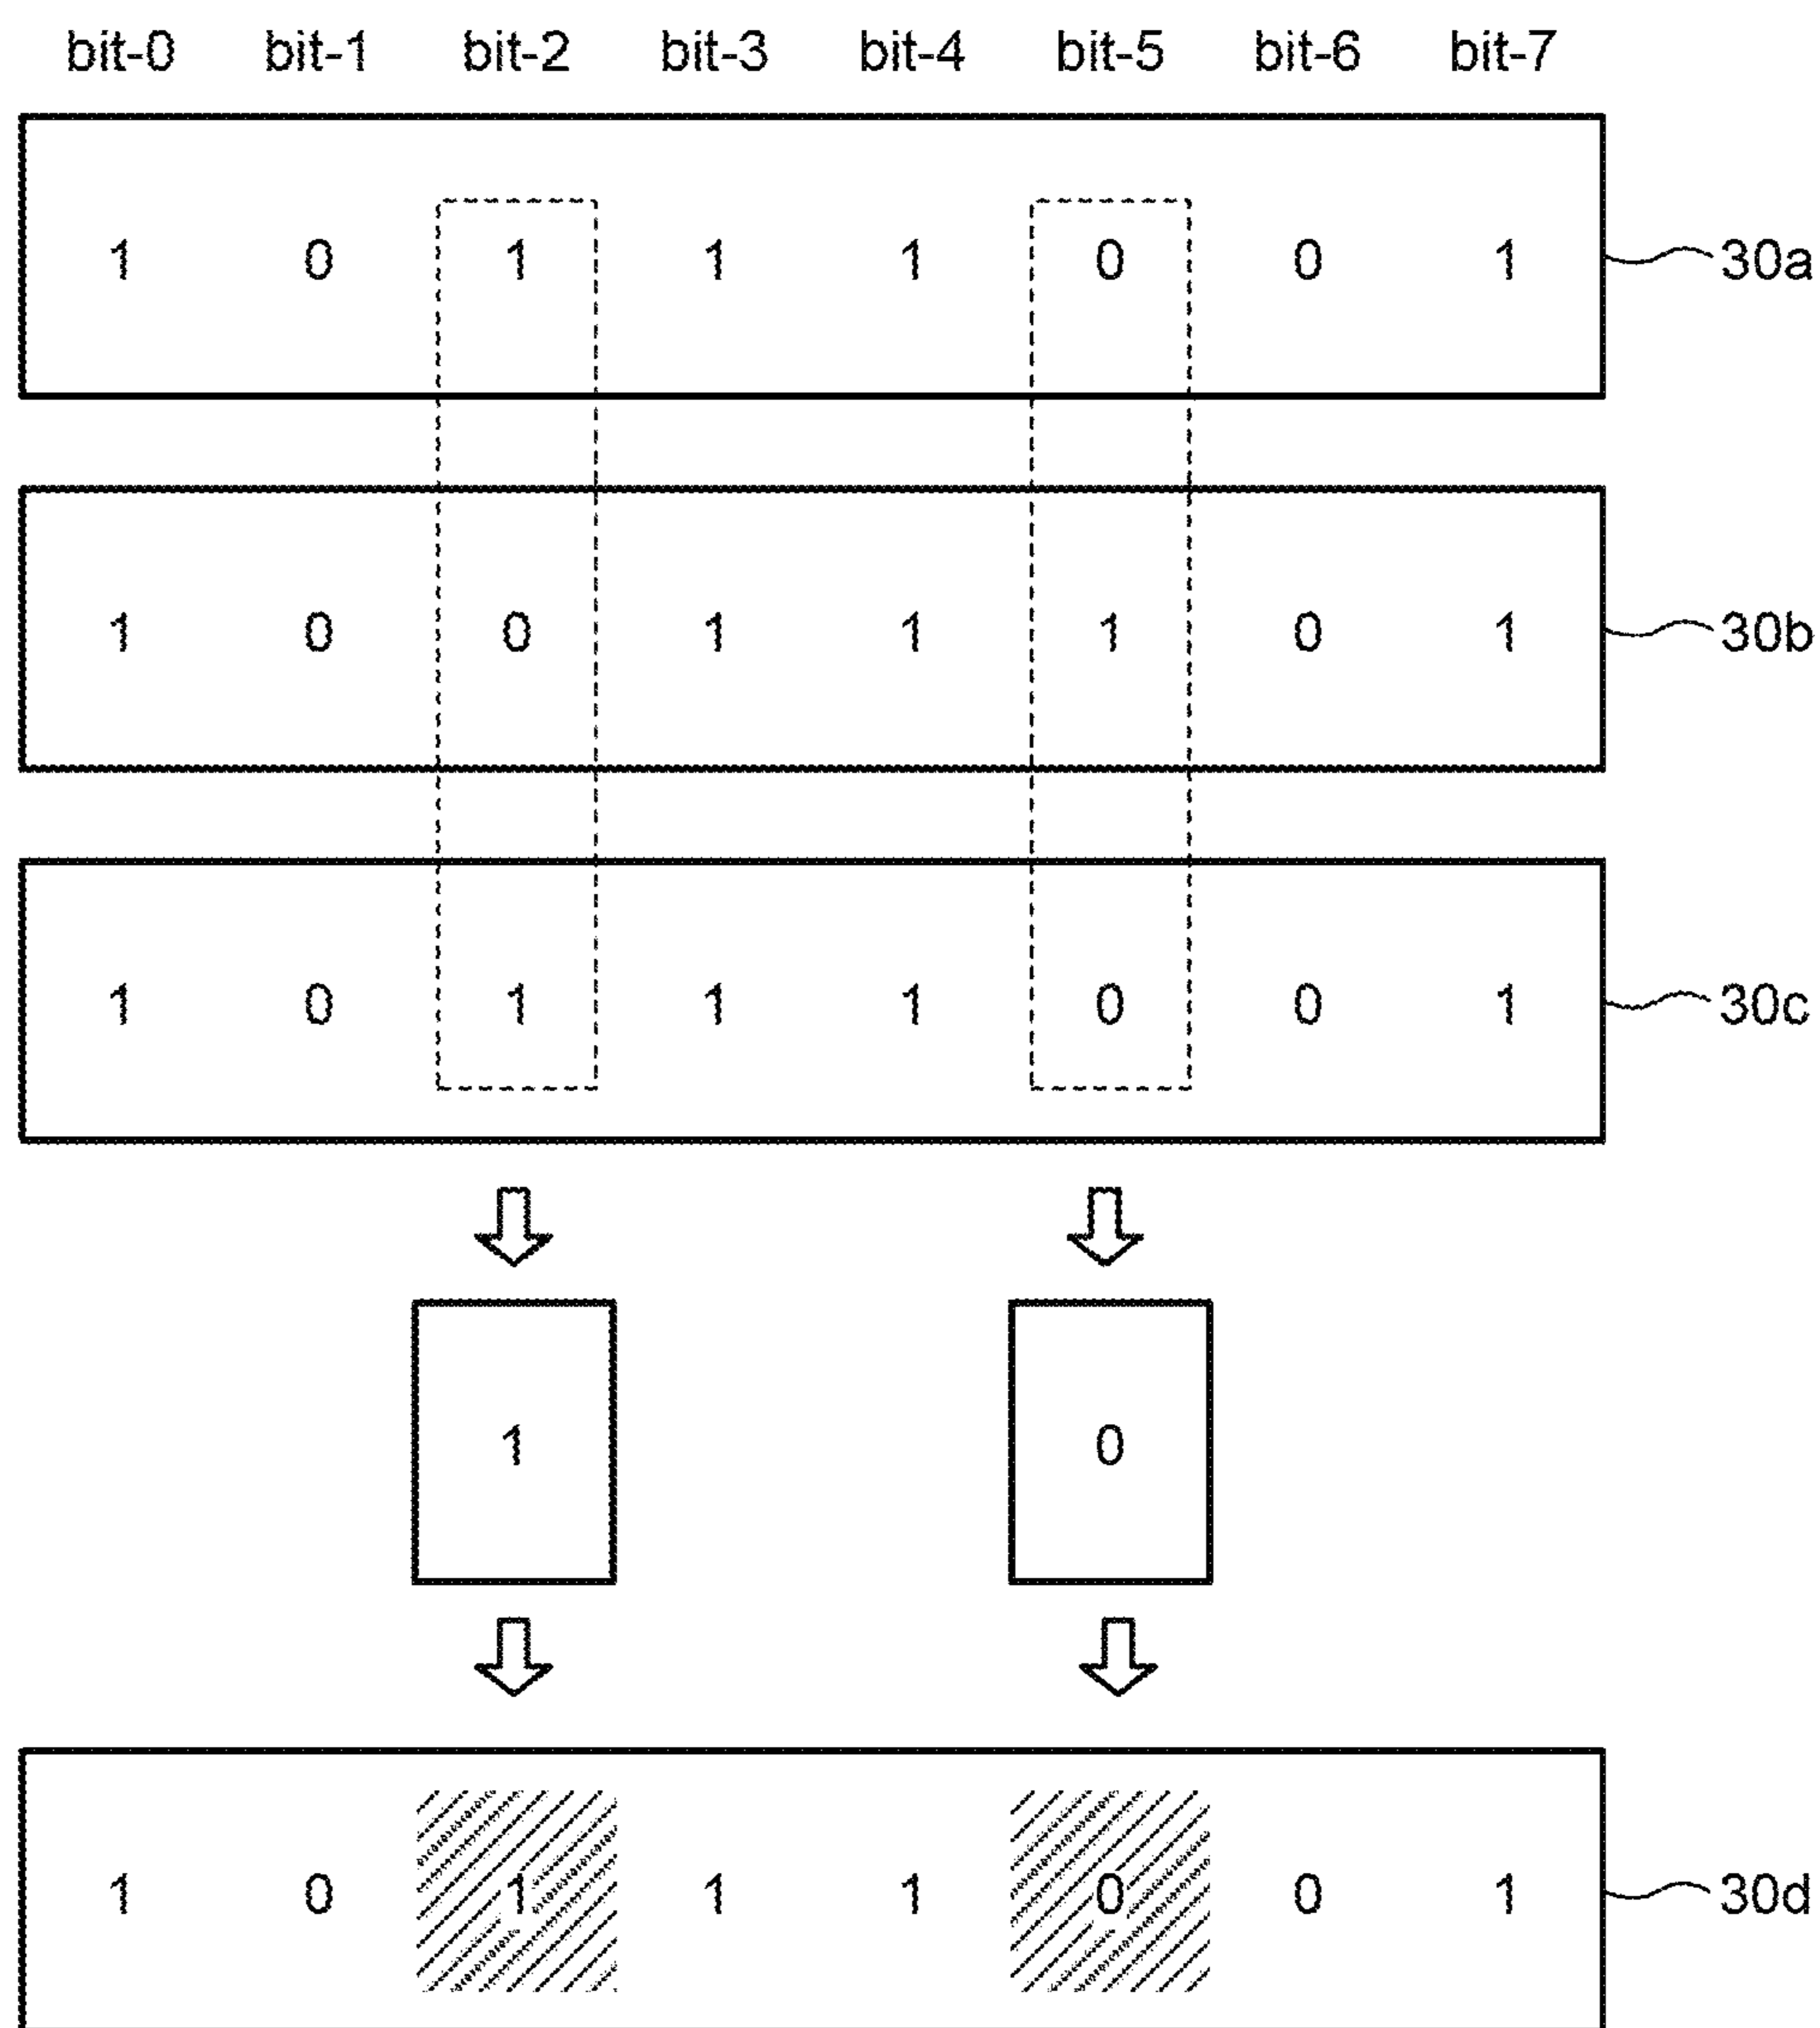 bit-0 bit-1 bit-2 bit-3 bit-4 bit-5 bit-6 bit-7
1 0 1 1 1 0 0 1 30a
1 0 0 1 1 1 0 1 30b
1 0 1 1 1 0 0 1 30c
1 0
1 0 1 1 1 0 0 1 30d